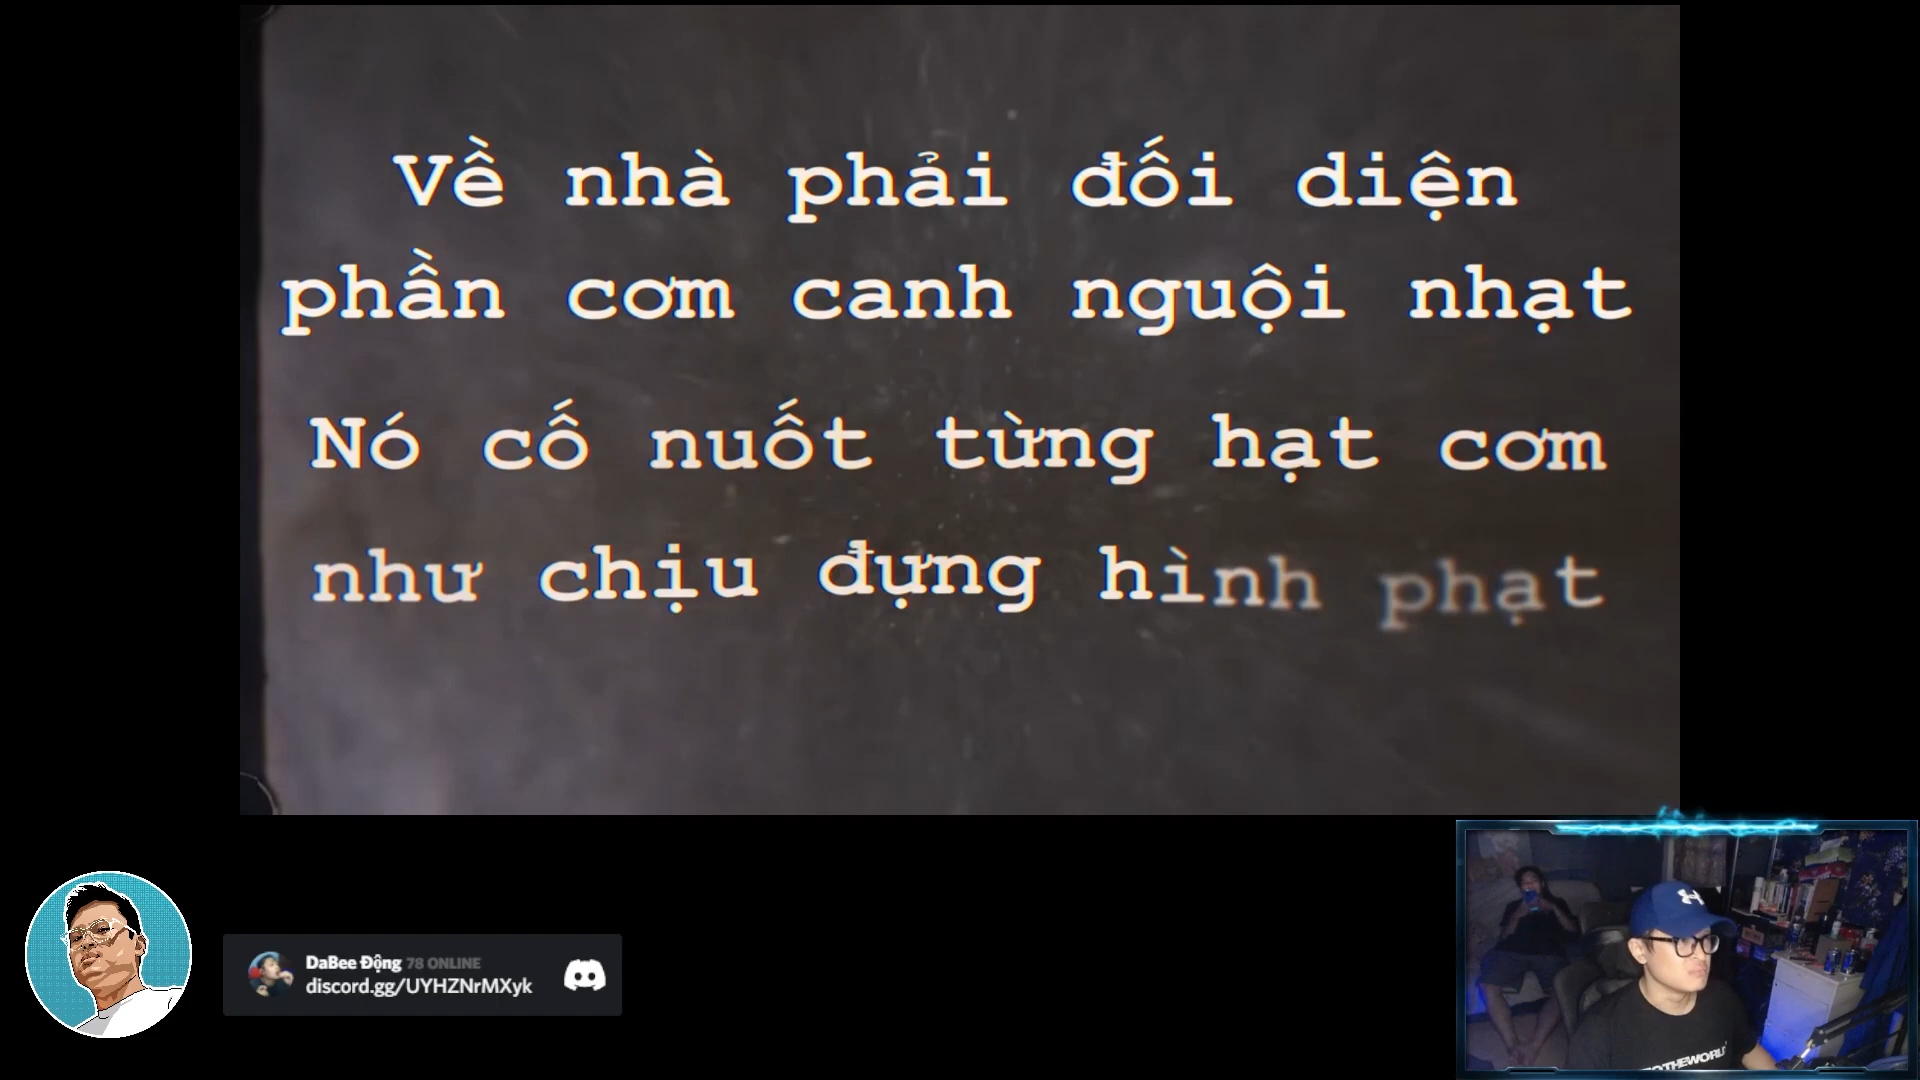 Về nhà phải đối diện
phần cơm canh nguội nhạt
Nó cố nuốt từng hạt cơm
như chịu đựng hình phạt
DaBee Động 78 ONLINE
discord.gg/UYHZNrMXyk